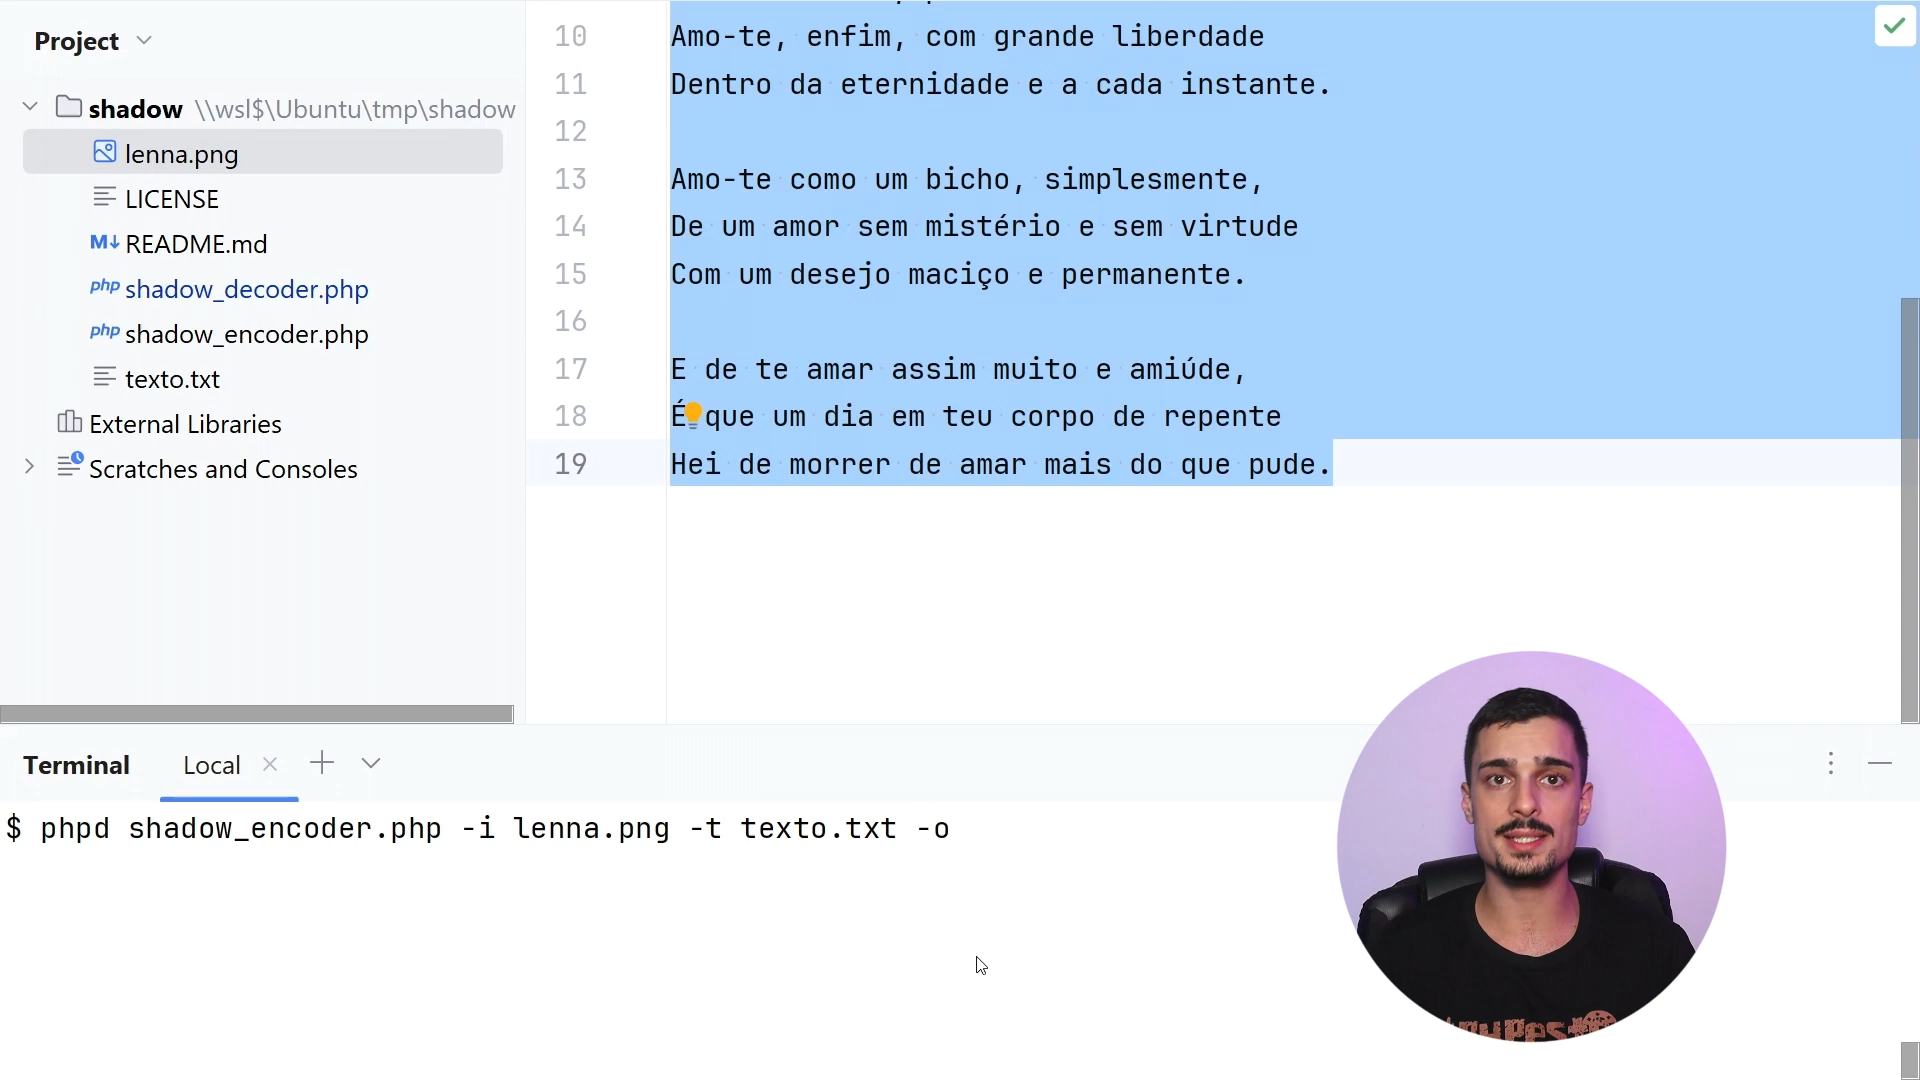 Project
shadow \\wsl$\Ubuntu\tmp\shadow
lenna.png
LICENSE
M↓ README.md
php shadow_decoder.php
php shadow_encoder.php
texto.txt
External Libraries
Scratches and Consoles
10 Amo-te, enfim, com grande liberdade
11 Dentro da eternidade e a cada instante.
12
13 Amo-te como um bicho, simplesmente,
14 De um amor sem mistério e sem virtude
15 Com um desejo maciço e permanente.
16
17 E de te amar assim muito e amiúde,
18 É que um dia em teu corpo de repente
19 Hei de morrer de amar mais do que pude.
Terminal Local
$ phpd shadow_encoder.php -i lenna.png -t texto.txt -o